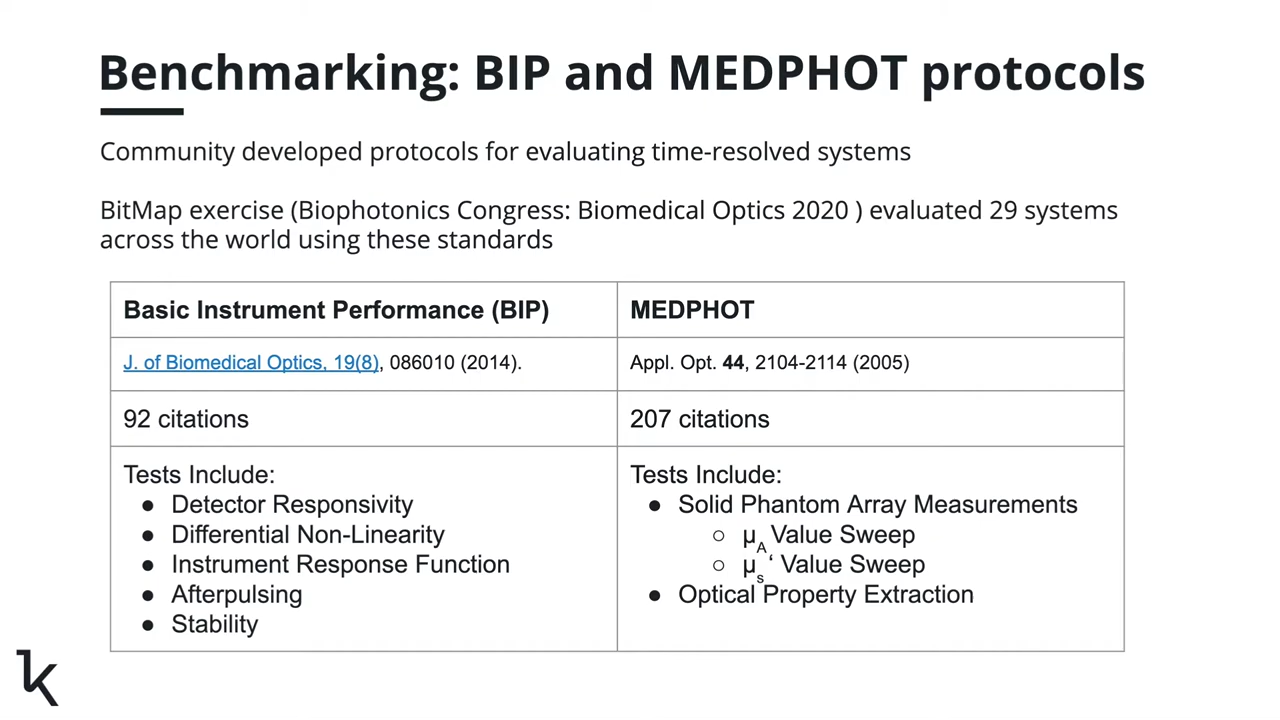 Benchmarking: BIP and MEDPHOT protocols
Community developed protocols for evaluating time-resolved systems
BitMap exercise (Biophotonics Congress: Biomedical Optics 2020 ) evaluated 29 systems
across the world using these standards
Basic Instrument Performance (BIP)
MEDPHOT
J. of Biomedical Optics, 19(8), 086010 (2014).
Appl. Opt. 44, 2104-2114 (2005)
92 citations
207 citations
Tests Include:
● Detector Responsivity
● Differential Non-Linearity
● Instrument Response Function
● Afterpulsing
● Stability
Tests Include:
● Solid Phantom Array Measurements
○ μA Value Sweep
○ μs‘ Value Sweep
● Optical Property Extraction
k